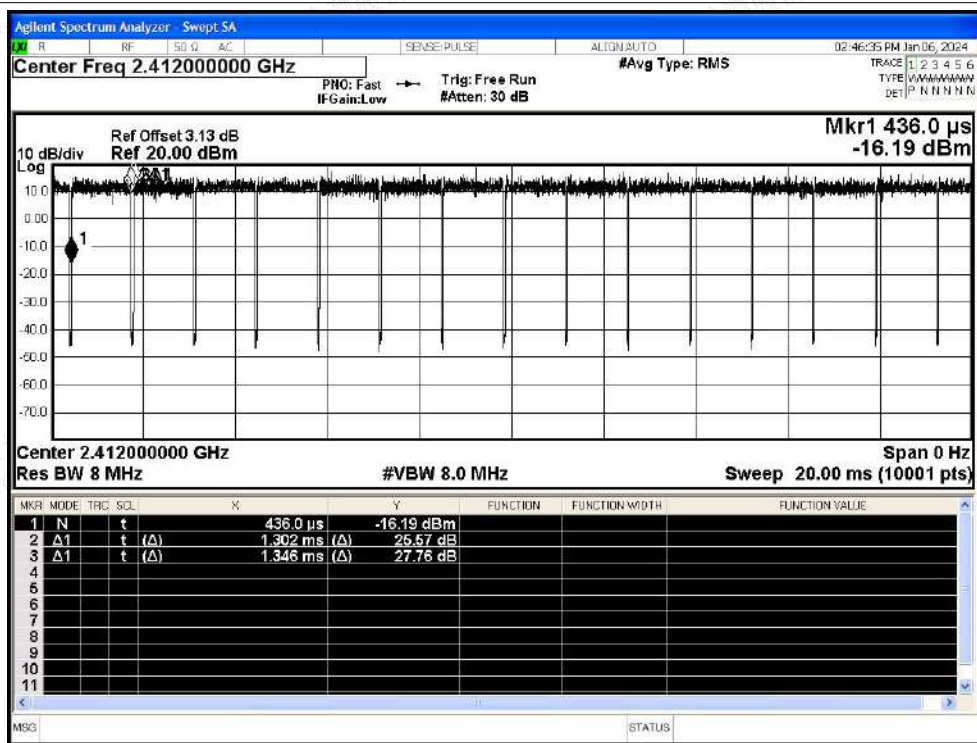 Agilent Spectrum Analyzer - Swept SA
LXI R RF 50 Ω AC SENSE:PULSE ALIGN AUTO 02:46:35 PM Jan 06, 2024
Center Freq 2.412000000 GHz #Avg Type: RMS TRACE 1 2 3 4 5 6
PNO: Fast Trig: Free Run TYPE
IFGain:Low #Atten: 30 dB DET P N N N N N
Mkr1 436.0 µs
Ref Offset 3.13 dB
10 dB/div Ref 20.00 dBm -16.19 dBm
Log
10.0
0.00
1
-10.0
-20.0
-30.0
-40.0
-50.0
-60.0
-70.0
Center 2.412000000 GHz Span 0 Hz
Res BW 8 MHz #VBW 8.0 MHz Sweep 20.00 ms (10001 pts)
MKR MODE TRC SCL X Y FUNCTION FUNCTION WIDTH FUNCTION VALUE
1 N t 436.0 µs -16.19 dBm
2 Δ1 t (Δ) 1.302 ms (Δ) 25.57 dB
3 Δ1 t (Δ) 1.346 ms (Δ) 27.76 dB
4
5
6
7
8
9
10
11
MSG STATUS